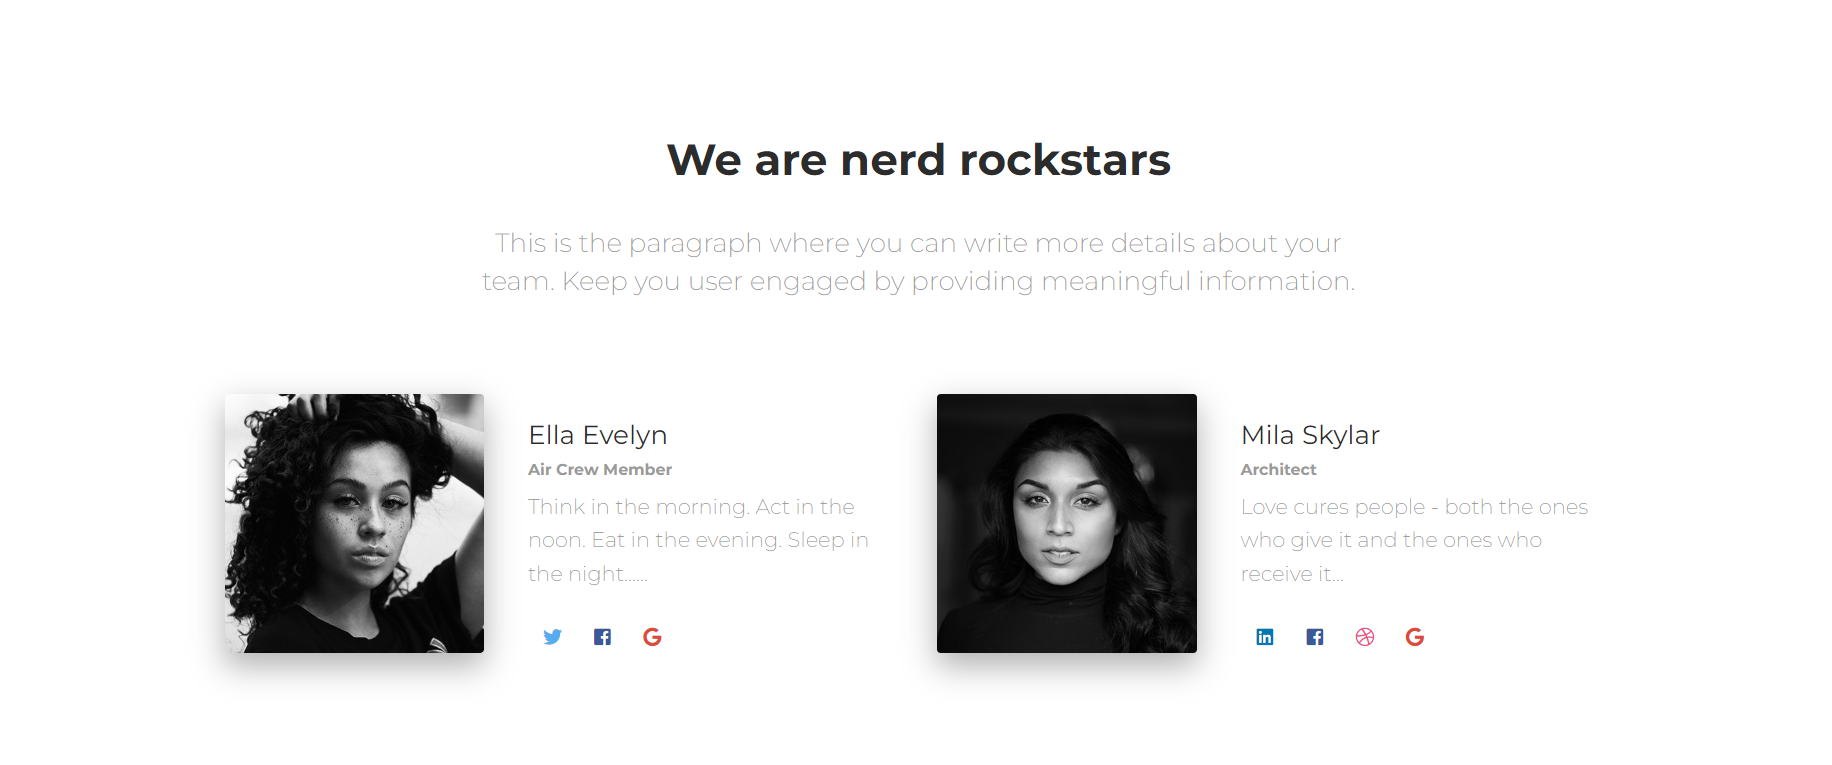 We are nerd rockstars
This is the paragraph where you can write more details about your
team. Keep you user engaged by providing meaningful information.
Ella Evelyn
Air Crew Member
Think in the morning. Act in the
noon. Eat in the evening. Sleep in
the night......
Mila Skylar
Architect
Love cures people - both the ones
who give it and the ones who
receive it...